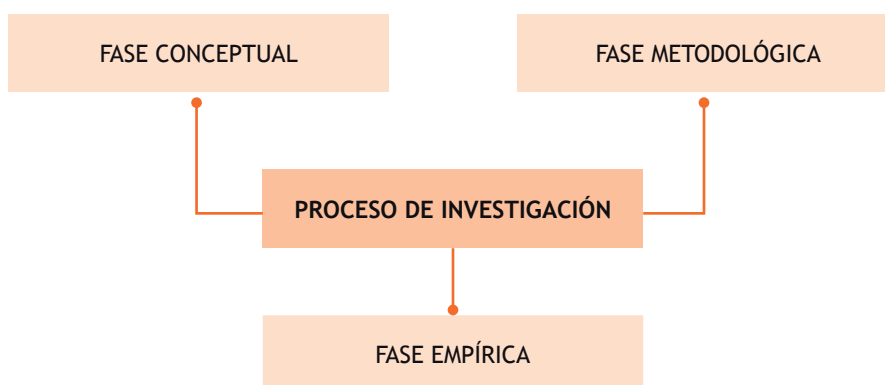 FASE CONCEPTUAL
FASE METODOLÓGICA
PROCESO DE INVESTIGACIÓN
FASE EMPÍRICA